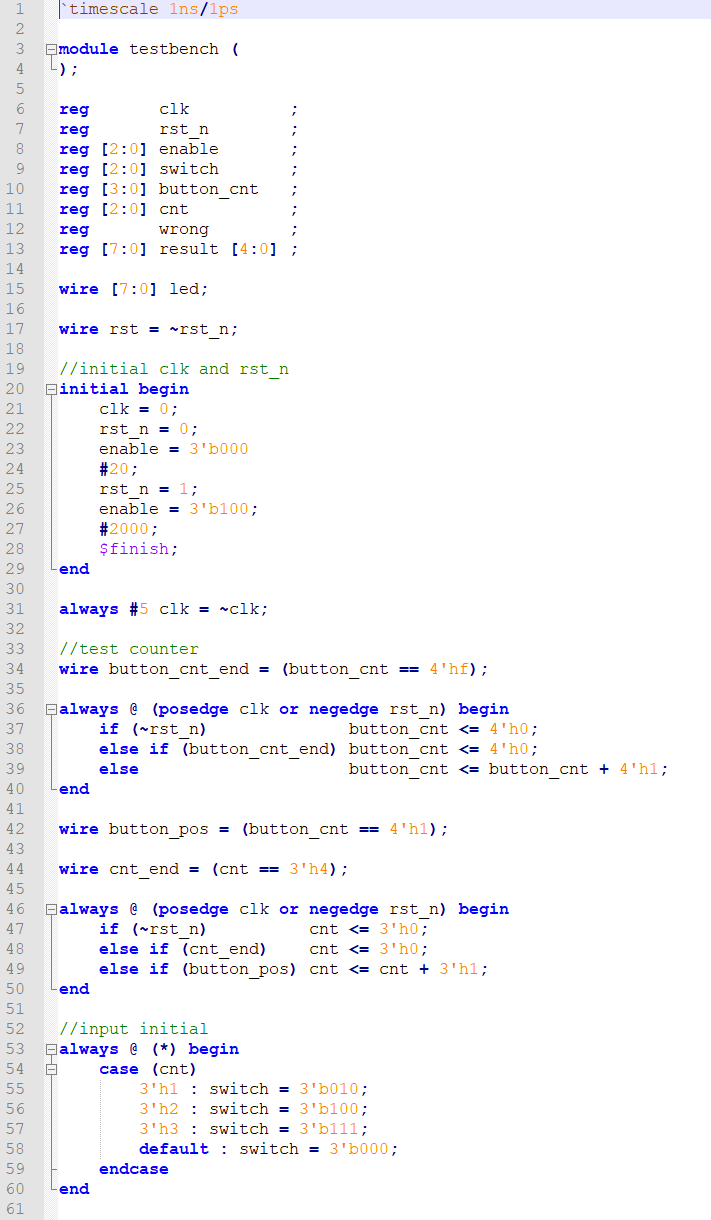 1 `timescale 1ns/1ps
2
3 module testbench (
4 );
5
6 reg       clk          ;
7 reg       rst_n        ;
8 reg [2:0] enable       ;
9 reg [2:0] switch       ;
10 reg [3:0] button_cnt   ;
11 reg [2:0] cnt          ;
12 reg       wrong        ;
13 reg [7:0] result [4:0] ;
14
15 wire [7:0] led;
16
17 wire rst = ~rst_n;
18
19 //initial clk and rst_n
20 initial begin
21     clk = 0;
22     rst_n = 0;
23     enable = 3'b000
24     #20;
25     rst_n = 1;
26     enable = 3'b100;
27     #2000;
28     $finish;
29 end
30
31 always #5 clk = ~clk;
32
33 //test counter
34 wire button_cnt_end = (button_cnt == 4'hf);
35
36 always @ (posedge clk or negedge rst_n) begin
37     if (~rst_n)              button_cnt <= 4'h0;
38     else if (button_cnt_end) button_cnt <= 4'h0;
39     else                     button_cnt <= button_cnt + 4'h1;
40 end
41
42 wire button_pos = (button_cnt == 4'h1);
43
44 wire cnt_end = (cnt == 3'h4);
45
46 always @ (posedge clk or negedge rst_n) begin
47     if (~rst_n)          cnt <= 3'h0;
48     else if (cnt_end)    cnt <= 3'h0;
49     else if (button_pos) cnt <= cnt + 3'h1;
50 end
51
52 //input initial
53 always @ (*) begin
54     case (cnt)
55         3'h1 : switch = 3'b010;
56         3'h2 : switch = 3'b100;
57         3'h3 : switch = 3'b111;
58         default : switch = 3'b000;
59     endcase
60 end
61